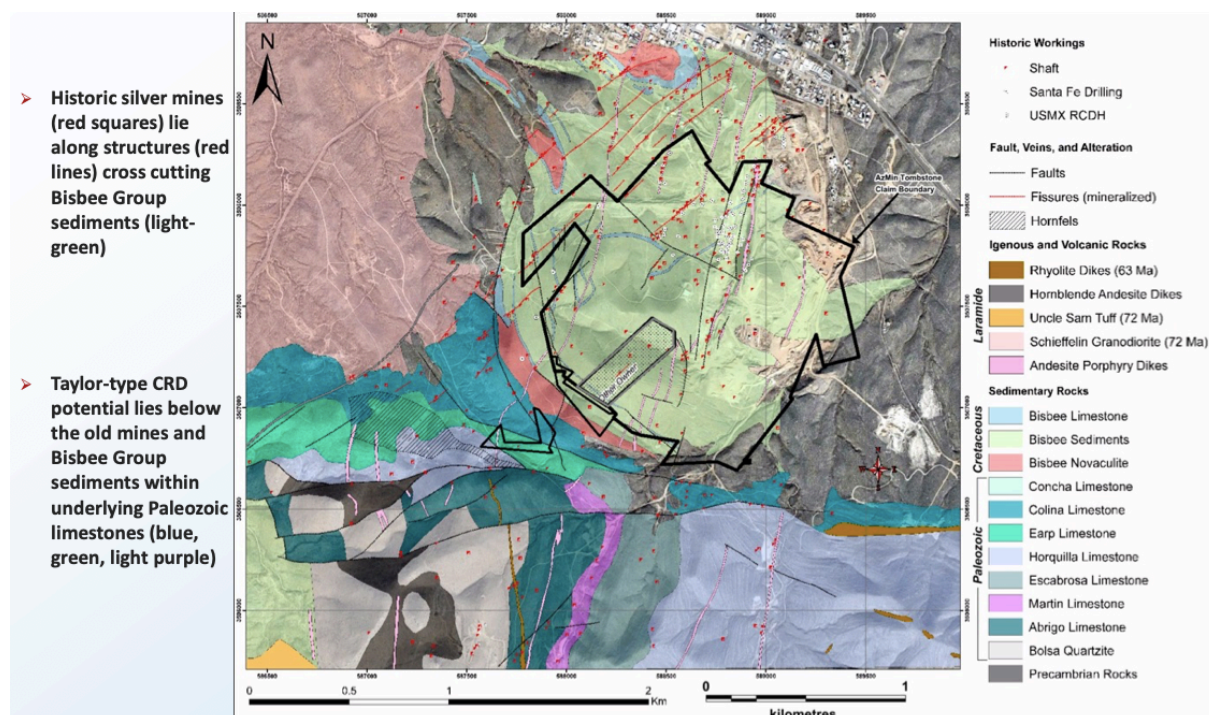 Historic silver mines
(red squares) lie
along structures (red
lines) cross cutting
Bisbee Group
sediments (light-
green)
Taylor-type CRD
potential lies below
the old mines and
Bisbee Group
sediments within
underlying Paleozoic
limestones (blue,
green, light purple)
N
AzMin Tombstone
Claim Boundary
Other Owner
0 0.5 1 2
Km
0 1
kilometres
Historic Workings
Shaft
Santa Fe Drilling
USMX RCDH
Fault, Veins, and Alteration
Faults
Fissures (mineralized)
Hornfels
Igenous and Volcanic Rocks
Laramide
Rhyolite Dikes (63 Ma)
Hornblende Andesite Dikes
Uncle Sam Tuff (72 Ma)
Schieffelin Granodiorite (72 Ma)
Andesite Porphyry Dikes
Sedimentary Rocks
Cretaceous
Bisbee Limestone
Bisbee Sediments
Bisbee Novaculite
Paleozoic
Concha Limestone
Colina Limestone
Earp Limestone
Horquilla Limestone
Escabrosa Limestone
Martin Limestone
Abrigo Limestone
Bolsa Quartzite
Precambrian Rocks